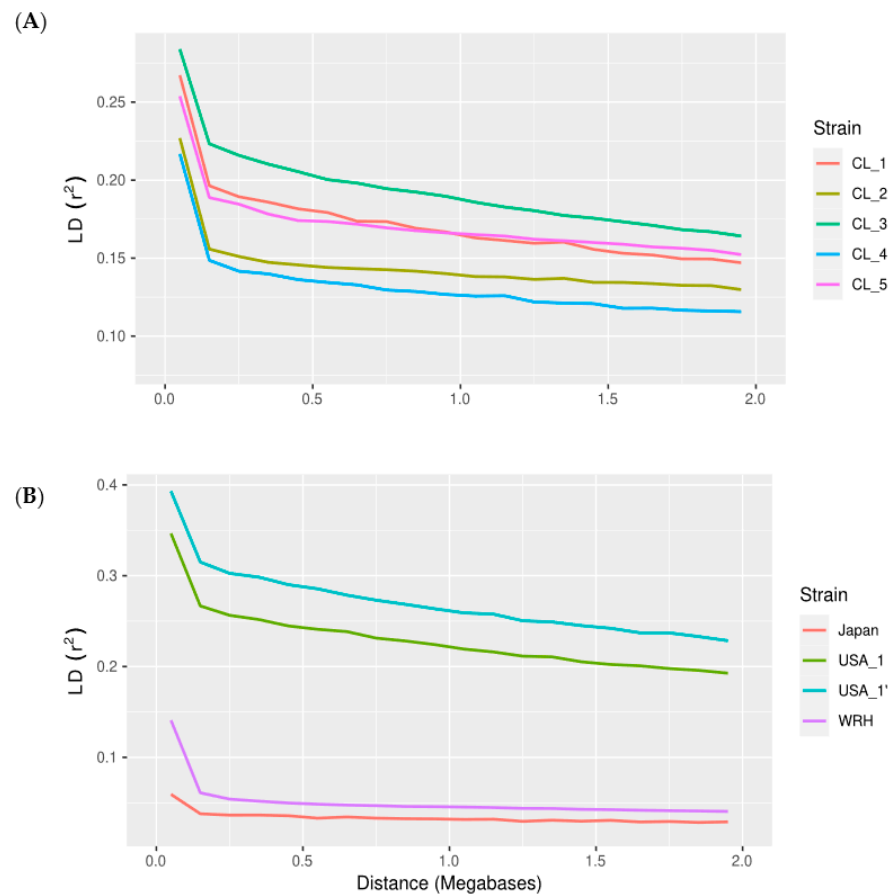 (A)
LD (r²)
0.25
0.20
0.15
0.10
0.0 0.5 1.0 1.5 2.0
Strain
CL_1
CL_2
CL_3
CL_4
CL_5
(B)
LD (r²)
0.4
0.3
0.2
0.1
0.0 0.5 1.0 1.5 2.0
Distance (Megabases)
Strain
Japan
USA_1
USA_1'
WRH